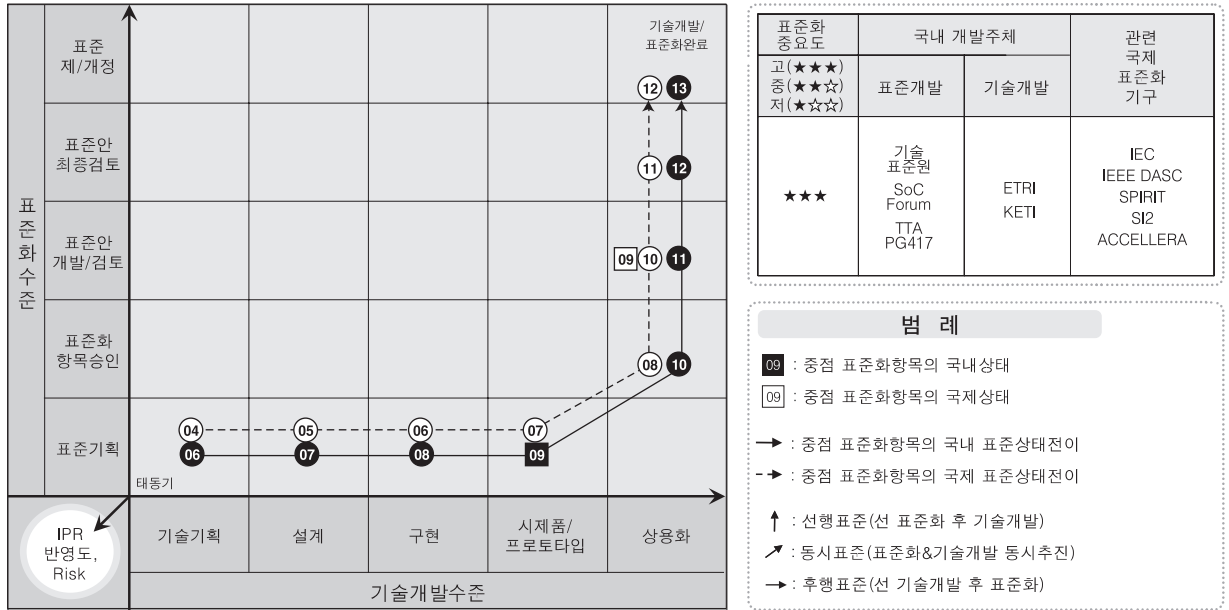 기술개발/
표준화완료
표준
제/개정
12 13
표준안
최종검토
11 12
표준화수준
표준안
개발/검토
09 10 11
표준화
항목승인
08 10
표준기획
04 05 06 07
06 07 08 09
태동기
IPR
반영도,
Risk
기술기획
설계
구현
시제품/
프로토타입
상용화
기술개발수준
표준화
중요도
국내 개발주체
관련
국제
표존화
기구
고(★★★)
중(★★☆)
저(★☆☆)
표준개발
기술개발
★★★
기술
표준원
SoC
Forum
TTA
PG417
ETRI
KETI
IEC
IEEE DASC
SPIRIT
SI2
ACCELLERA
범 례
09 : 중점 표준화항목의 국내상태
09 : 중점 표준화항목의 국제상태
: 중점 표준화항목의 국내 표준상태전이
: 중점 표준화항목의 국제 표준상태전이
: 선행표준(선 표준화 후 기술개발)
: 동시표준(표준화&기술개발 동시추진)
: 후행표준(선 기술개발 후 표준화)